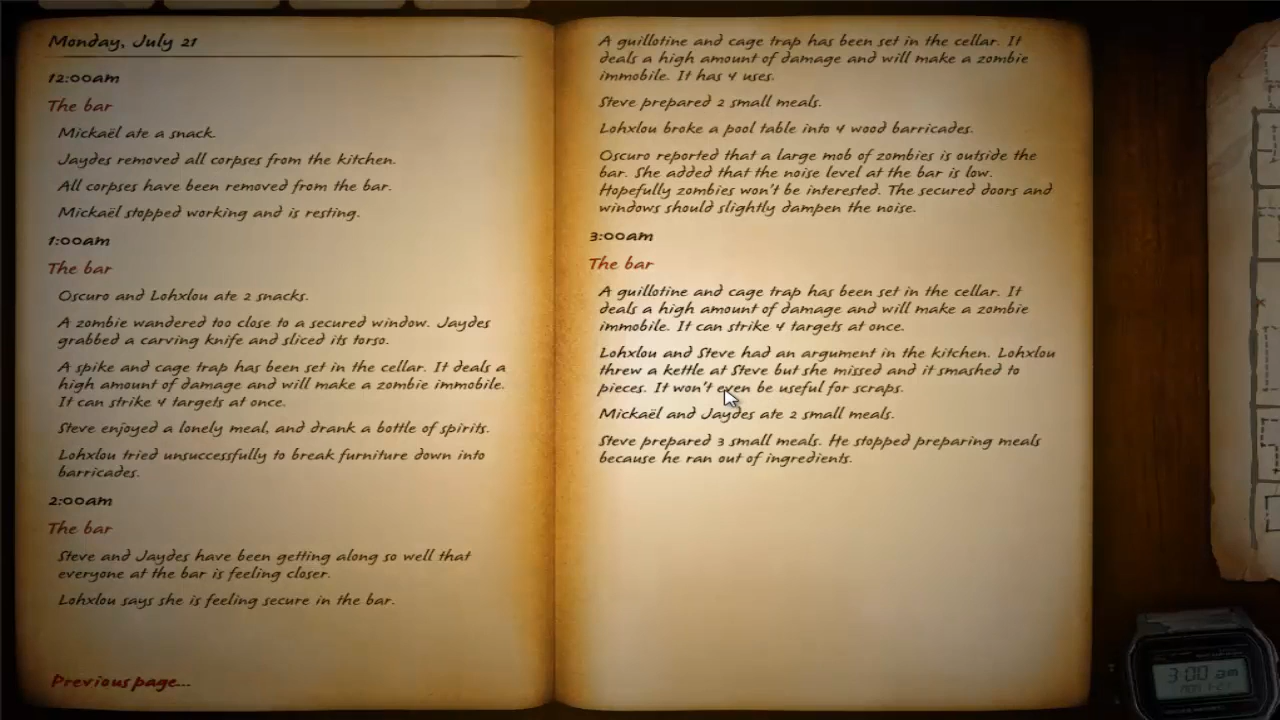 Monday, July 21
12:00am
The bar
Mickaël ate a snack.
Jaydes removed all corpses from the kitchen.
All corpses have been removed from the bar.
Mickaël stopped working and is resting.
1:00am
The bar
Oscuro and Lohxlou ate 2 snacks.
A zombie wandered too close to a secured window. Jaydes
grabbed a carving knife and sliced its torso.
A spike and cage trap has been set in the cellar. It deals a
high amount of damage and will make a zombie immobile.
It can strike 4 targets at once.
Steve enjoyed a lonely meal, and drank a bottle of spirits.
Lohxlou tried unsuccessfully to break furniture down into
barricades.
2:00am
The bar
Steve and Jaydes have been getting along so well that
everyone at the bar is feeling closer.
Lohxlou says she is feeling secure in the bar.
Previous page...
A guillotine and cage trap has been set in the cellar. It
deals a high amount of damage and will make a zombie
immobile. It has 4 uses.
Steve prepared 2 small meals.
Lohxlou broke a pool table into 4 wood barricades.
Oscuro reported that a large mob of zombies is outside the
bar. She added that the noise level at the bar is low.
Hopefully zombies won't be interested. The secured doors and
windows should slightly dampen the noise.
3:00am
The bar
A guillotine and cage trap has been set in the cellar. It
deals a high amount of damage and will make a zombie
immobile. It can strike 4 targets at once.
Lohxlou and Steve had an argument in the kitchen. Lohxlou
threw a kettle at Steve but she missed and it smashed to
pieces. It won't even be useful for scraps.
Mickaël and Jaydes ate 2 small meals.
Steve prepared 3 small meals. He stopped preparing meals
because he ran out of ingredients.
3:00 am